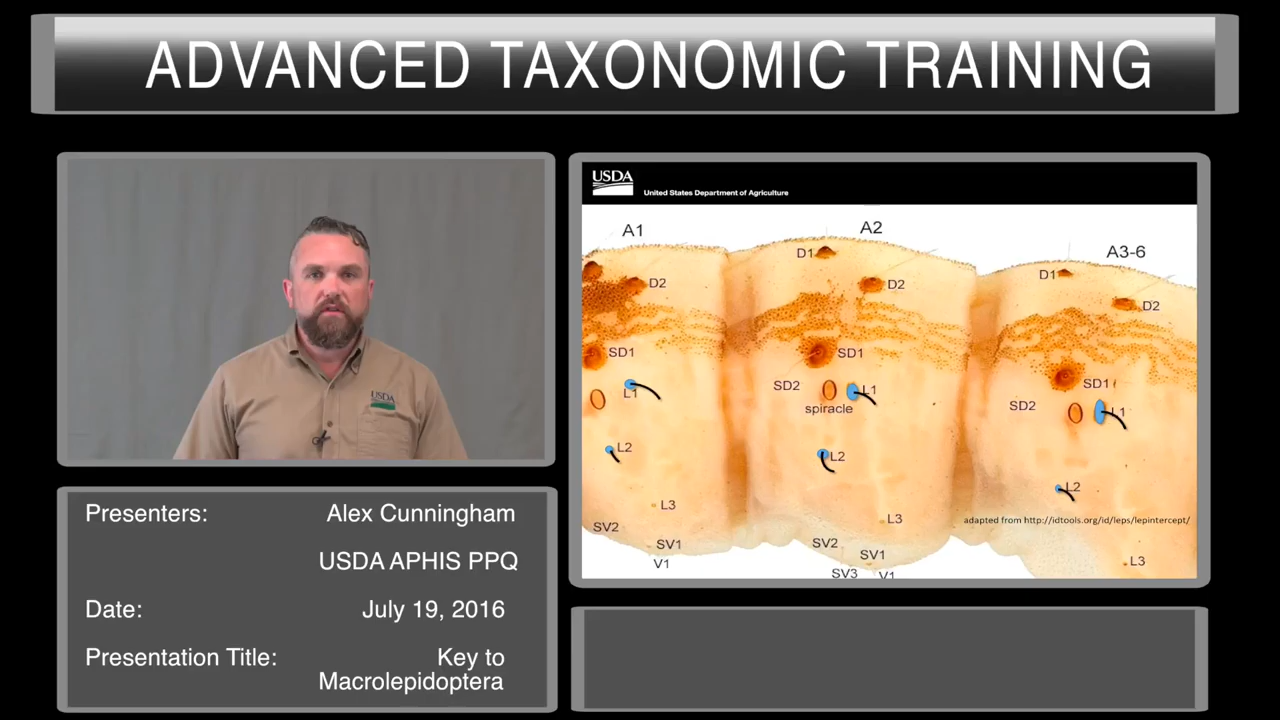 ADVANCED TAXONOMIC TRAINING
USDA
USDA
United States Department of Agriculture
A1
A2
A3-6
D1
D1
D2
D2
D2
SD1
SD1
SD1
SD2
SD2
L1
L1
L1
spiracle
L2
L2
L2
L3
L3
L3
adapted from http://idtools.org/id/leps/lepintercept/
SV2
SV1
V1
SV2
SV1
SV3
V1
Presenters:
Alex Cunningham
USDA APHIS PPQ
Date:
July 19, 2016
Presentation Title:
Key to
Macrolepidoptera